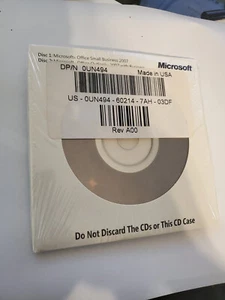 Disc 1: Microsoft® Office Small Business 2007
Microsoft
DP/N 0UN494
Made in USA
US - 0UN494 - 60214 - 7AH - 03DF
Rev A00
Do Not Discard The CDs or This CD Case